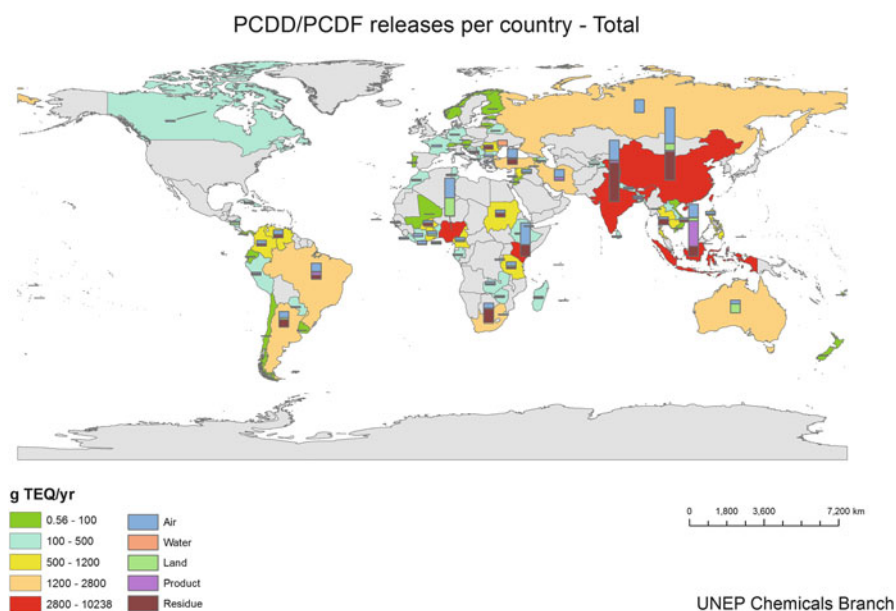 PCDD/PCDF releases per country - Total
g TEQ/yr
0.56 - 100
100 - 500
500 - 1200
1200 - 2800
2800 - 10238
Air
Water
Land
Product
Residue
0 1,800 3,600 7,200 km
UNEP Chemicals Branch